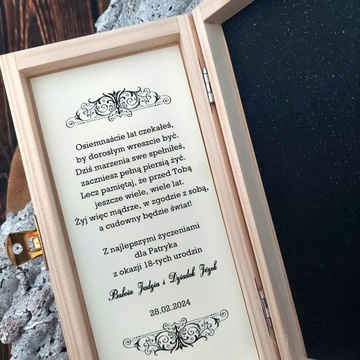 Osiemnaście lat czekałeś,
by dorosłym wreszcie być.
Dziś marzenia swe spełniłeś,
zaczniesz pełną piersią żyć.
Lecz pamiętaj, że przed Tobą
jeszcze wiele, wiele lat.
Żyj więc mądrze, w zgodzie z sobą,
a cudowny będzie świat!
Z najlepszymi życzeniami
dla Patryka
z okazji 18-tych urodzin
Babcia Jadzia i Dziadek Józek
28.02.2024